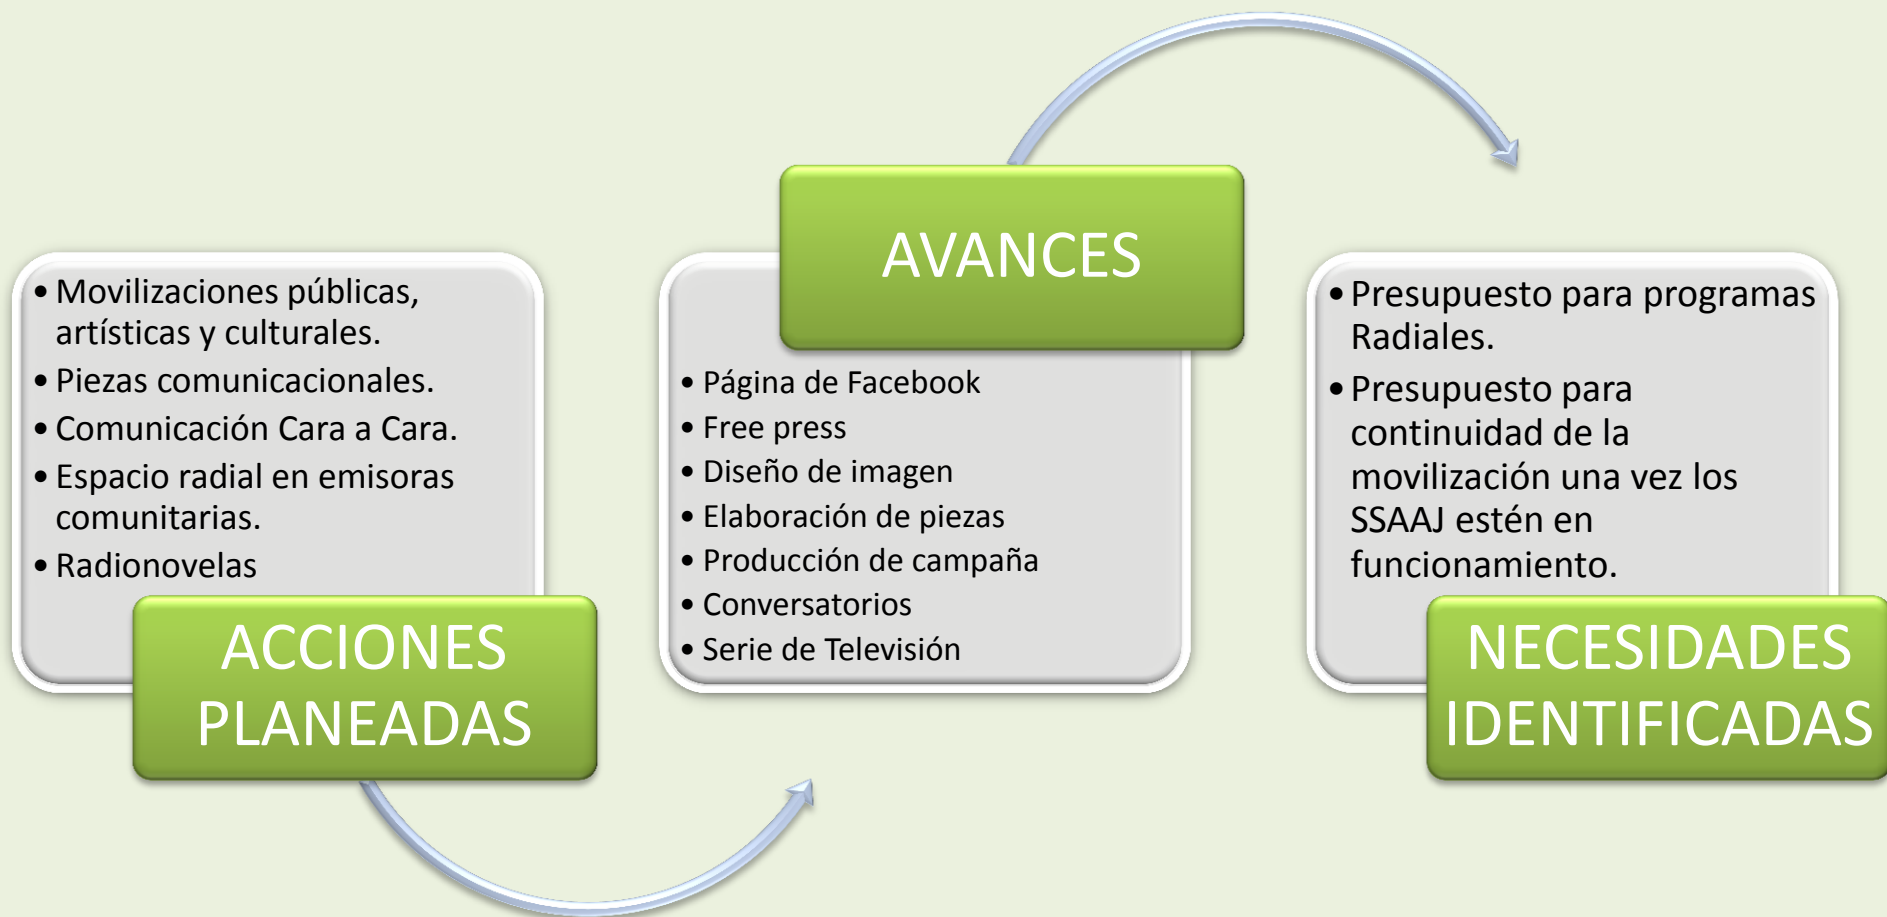 • Movilizaciones públicas,
artísticas y culturales.
• Piezas comunicacionales.
• Comunicación Cara a Cara.
• Espacio radial en emisoras
comunitarias.
• Radionovelas
ACCIONES
PLANEADAS
AVANCES
• Página de Facebook
• Free press
• Diseño de imagen
• Elaboración de piezas
• Producción de campaña
• Conversatorios
• Serie de Televisión
• Presupuesto para programas
Radiales.
• Presupuesto para
continuidad de la
movilización una vez los
SSAAJ estén en
funcionamiento.
NECESIDADES
IDENTIFICADAS